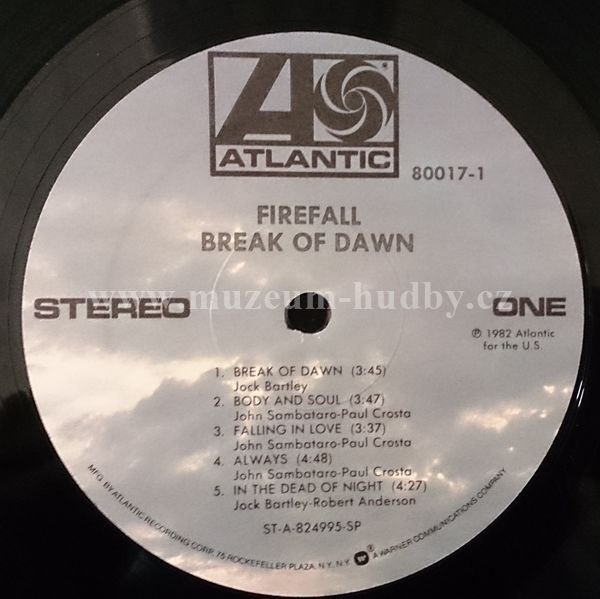 ATLANTIC
®
80017-1
FIREFALL
BREAK OF DAWN
www.muzeum-hudby.cz
STEREO
ONE
℗ 1982 Atlantic
for the U.S.
1. BREAK OF DAWN (3:45)
Jock Bartley
2. BODY AND SOUL (3:47)
John Sambataro-Paul Crosta
3. FALLING IN LOVE (3:37)
John Sambataro-Paul Crosta
4. ALWAYS (4:48)
John Sambataro-Paul Crosta
5. IN THE DEAD OF NIGHT (4:27)
Jock Bartley-Robert Anderson
ST-A-824995-SP
MFG. BY ATLANTIC RECORDING CORP., 75 ROCKEFELLER PLAZA, N.Y., N.Y. ® A WARNER COMMUNICATIONS COMPANY